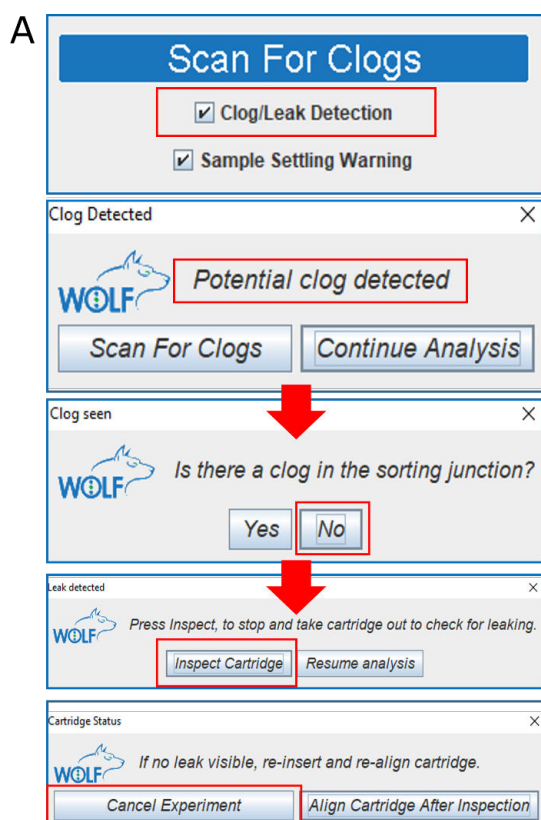 A
Scan For Clogs
Clog/Leak Detection
Sample Settling Warning
Clog Detected
WOLF
Potential clog detected
Scan For Clogs
Continue Analysis
Clog seen
WOLF
Is there a clog in the sorting junction?
Yes
No
Leak detected
WOLF
Press Inspect, to stop and take cartridge out to check for leaking.
Inspect Cartridge
Resume analysis
Cartridge Status
WOLF
If no leak visible, re-insert and re-align cartridge.
Cancel Experiment
Align Cartridge After Inspection